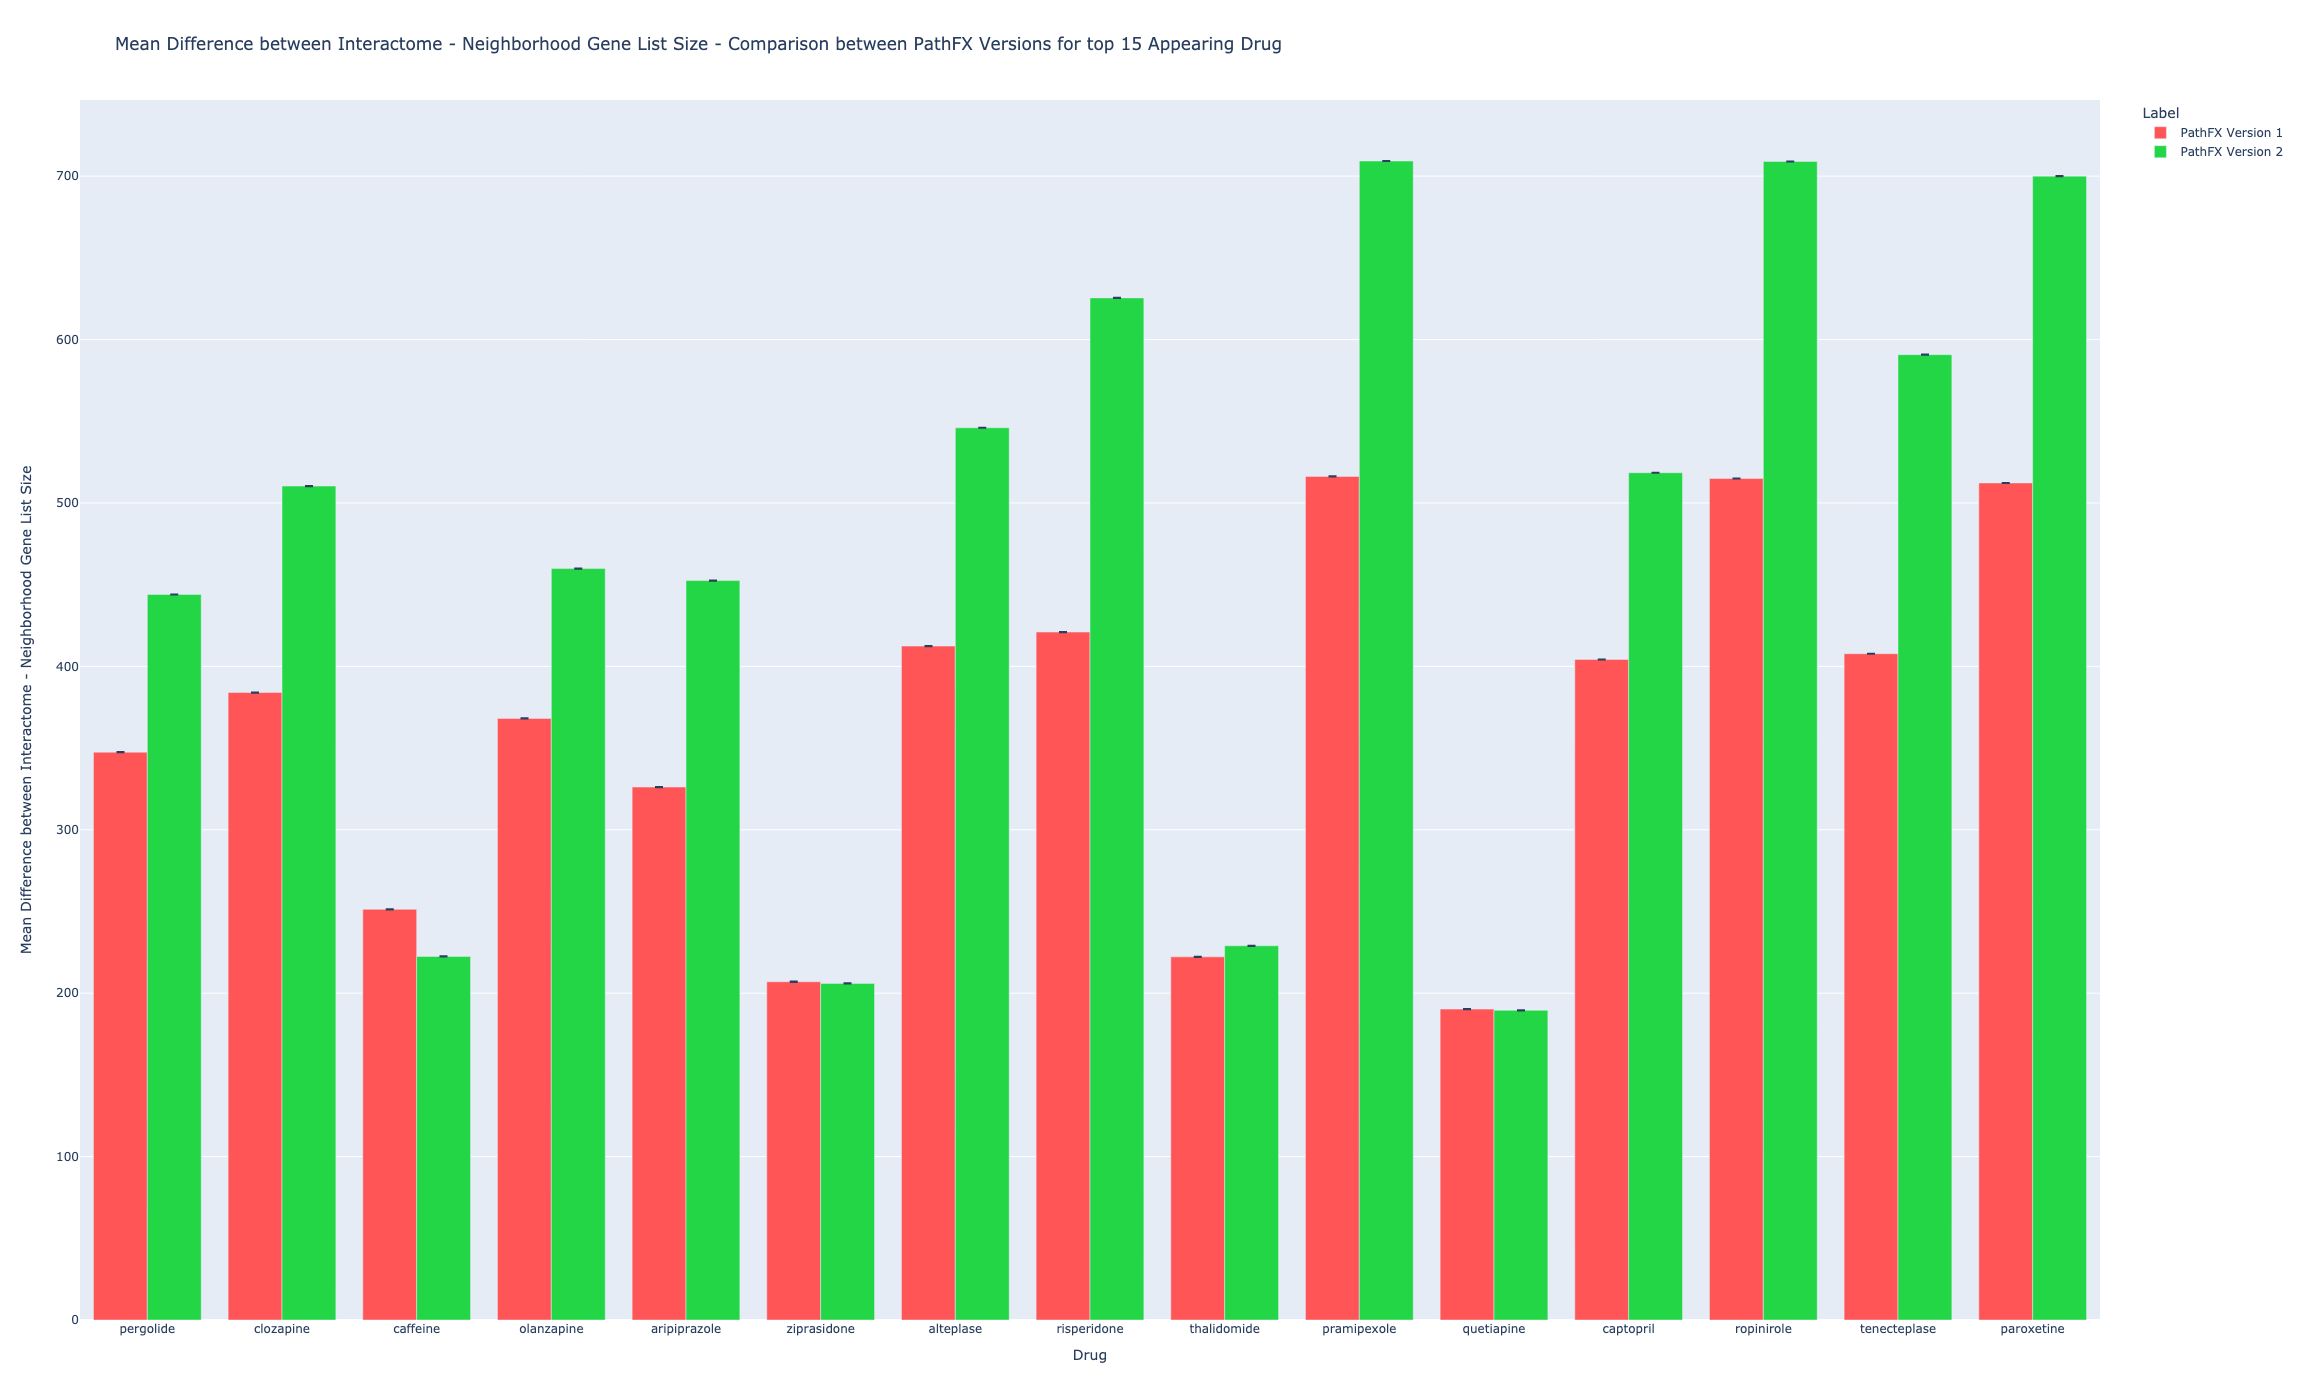 Mean Difference between Interactome - Neighborhood Gene List Size - Comparison between PathFX Versions for top 15 Appearing Drug
Label
PathFX Version 1
PathFX Version 2
Mean Difference between Interactome - Neighborhood Gene List Size
700
600
500
400
300
200
100
0
pergolide clozapine caffeine olanzapine aripiprazole ziprasidone alteplase risperidone thalidomide pramipexole quetiapine captopril ropinirole tenecteplase paroxetine
Drug